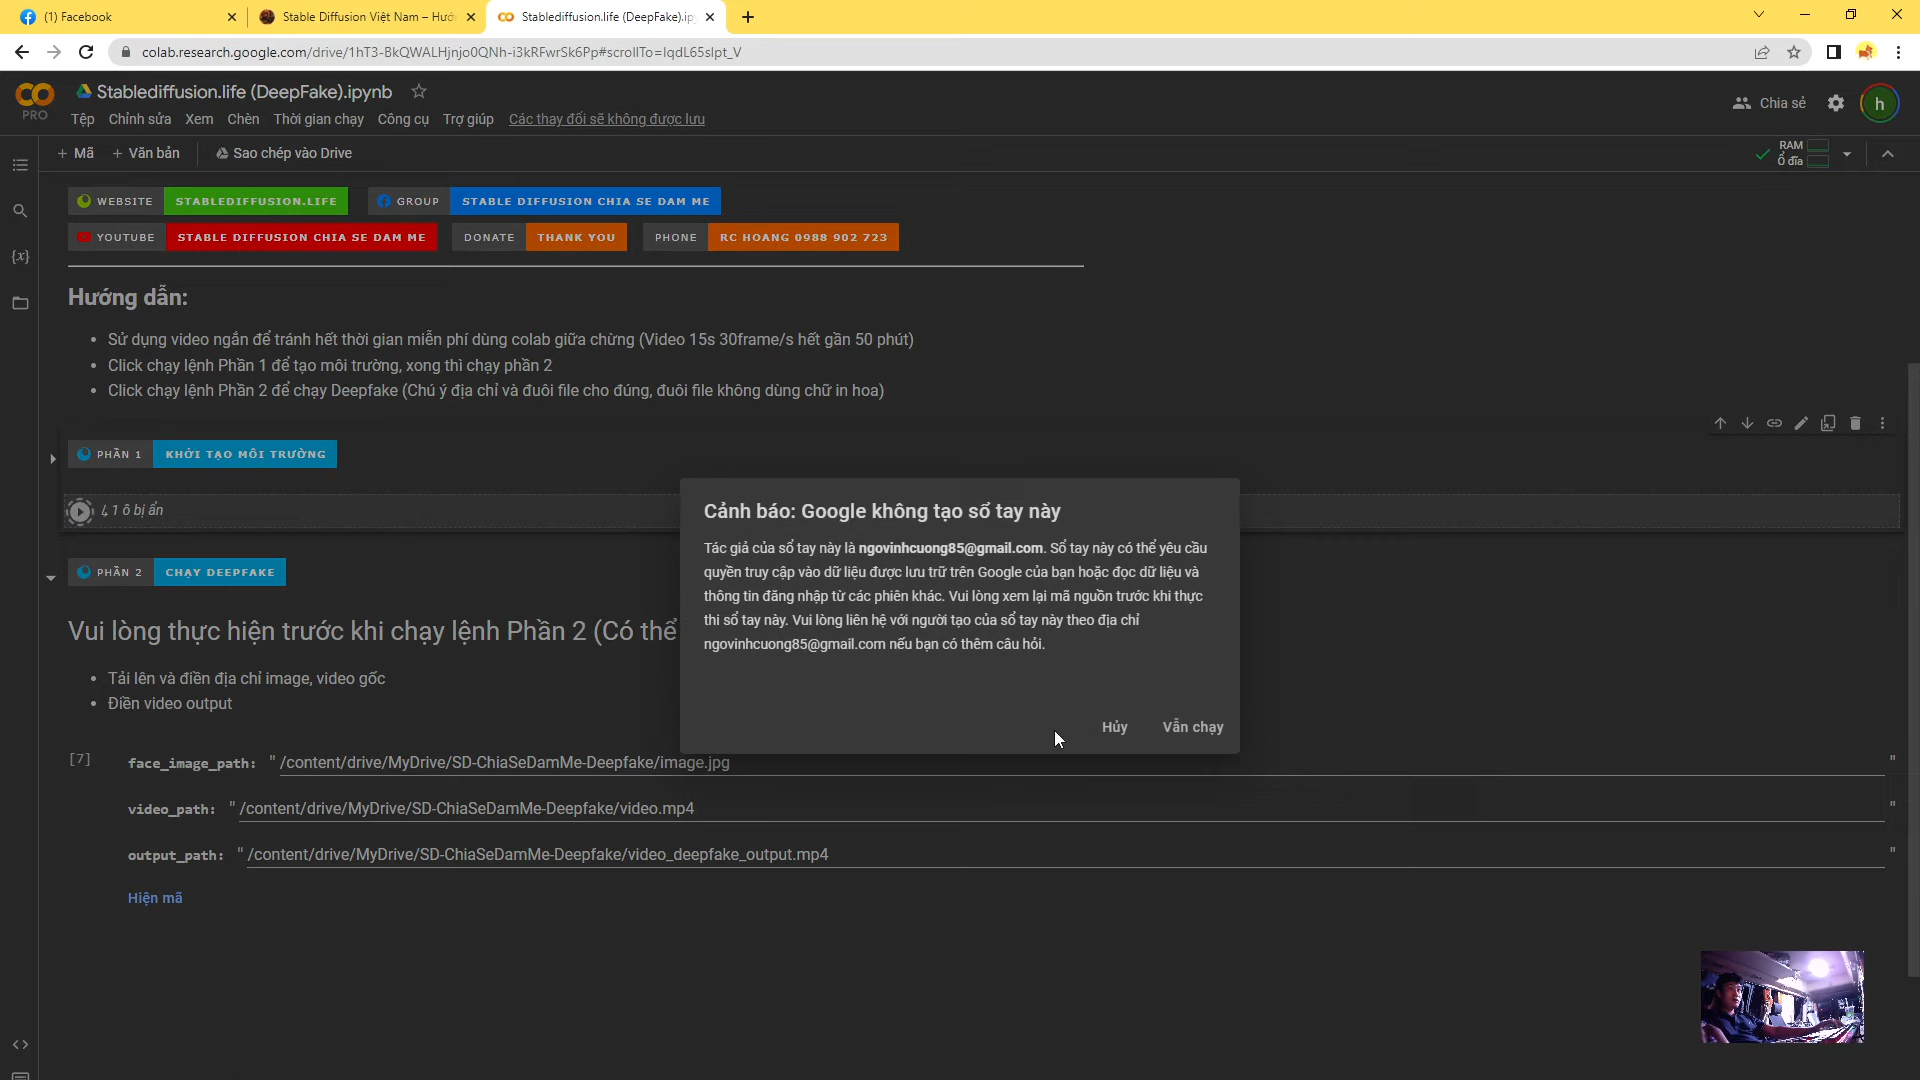 (1) Facebook
Stable Diffusion Việt Nam – Hướ
Stablediffusion.life (DeepFake).ip
colab.research.google.com/drive/1hT3-BkQWALHjnjo0QNh-i3kRFwrSk6Pp#scrollTo=IqdL65sIpt_V
PRO
Stablediffusion.life (DeepFake).ipynb
Chia sẻ
h
Tệp Chỉnh sửa Xem Chèn Thời gian chạy Công cụ Trợ giúp Các thay đổi sẽ không được lưu
+ Mã + Văn bản Sao chép vào Drive
RAM
Ổ đĩa
WEBSITE STABLEDIFFUSION.LIFE GROUP STABLE DIFFUSION CHIA SE DAM ME
{x}
YOUTUBE STABLE DIFFUSION CHIA SE DAM ME DONATE THANK YOU PHONE RC HOANG 0988 902 723
Hướng dẫn:
• Sử dụng video ngắn để tránh hết thời gian miễn phí dùng colab giữa chừng (Video 15s 30frame/s hết gần 50 phút)
• Click chạy lệnh Phần 1 để tạo môi trường, xong thì chạy phần 2
• Click chạy lệnh Phần 2 để chạy Deepfake (Chú ý địa chỉ và đuôi file cho đúng, đuôi file không dùng chữ in hoa)
PHẦN 1 KHỞI TẠO MÔI TRƯỜNG
1 ô bị ẩn
PHẦN 2 CHẠY DEEPFAKE
Vui lòng thực hiện trước khi chạy lệnh Phần 2 (Có thể
• Tải lên và điền địa chỉ image, video gốc
• Điền video output
Cảnh báo: Google không tạo sổ tay này
Tác giả của sổ tay này là ngovinhcuong85@gmail.com. Sổ tay này có thể yêu cầu
quyền truy cập vào dữ liệu được lưu trữ trên Google của bạn hoặc đọc dữ liệu và
thông tin đăng nhập từ các phiên khác. Vui lòng xem lại mã nguồn trước khi thực
thi sổ tay này. Vui lòng liên hệ với người tạo của sổ tay này theo địa chỉ
ngovinhcuong85@gmail.com nếu bạn có thêm câu hỏi.
Hủy Vẫn chạy
[7] face_image_path: "/content/drive/MyDrive/SD-ChiaSeDamMe-Deepfake/image.jpg"
video_path: "/content/drive/MyDrive/SD-ChiaSeDamMe-Deepfake/video.mp4"
output_path: "/content/drive/MyDrive/SD-ChiaSeDamMe-Deepfake/video_deepfake_output.mp4"
Hiện mã